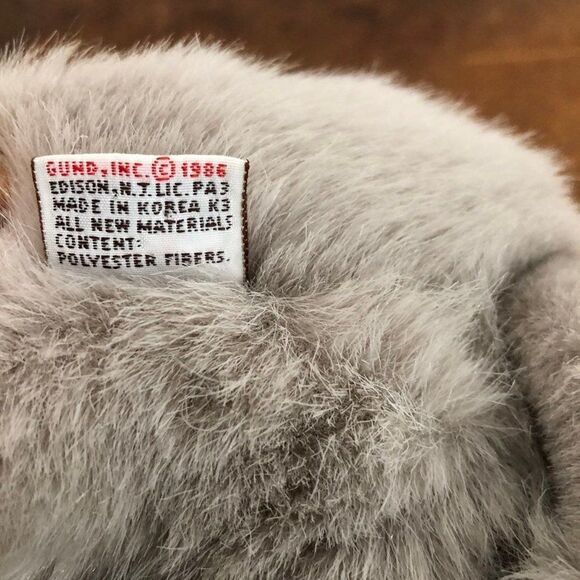 GUND, INC. © 1986
EDISON, N.T. LIC. PA3
MADE IN KOREA K3
ALL NEW MATERIALS
CONTENT:
POLYESTER FIBERS.